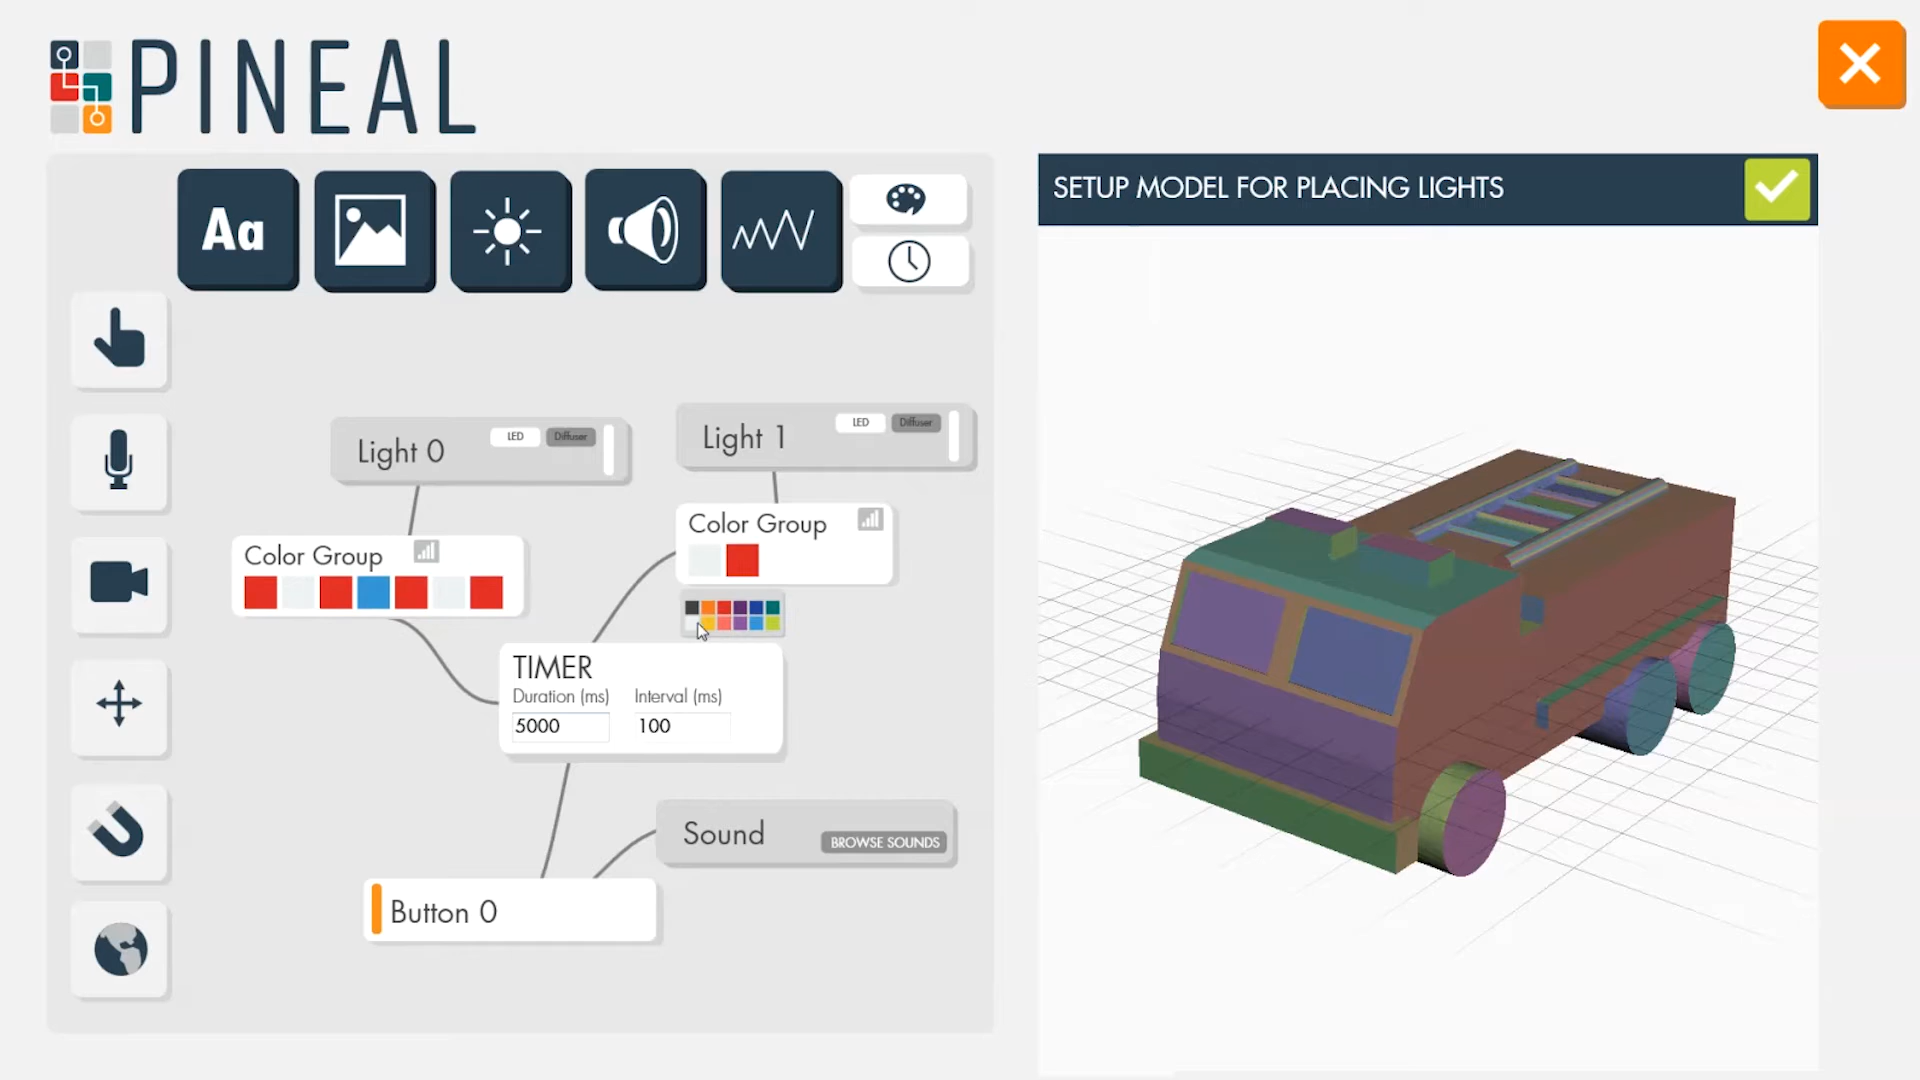 PINEAL
Aa
SETUP MODEL FOR PLACING LIGHTS
Light 0
LED
Diffuser
Light 1
LED
Diffuser
Color Group
Color Group
TIMER
Duration (ms)
Interval (ms)
5000
100
Sound
BROWSE SOUNDS
Button 0